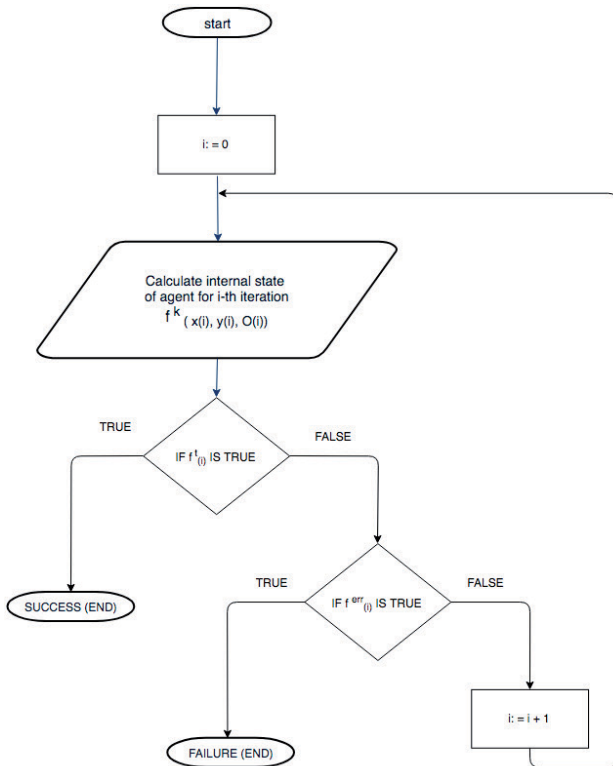 start
i: = 0
Calculate internal state
of agent for i-th iteration
f k ( x(i), y(i), O(i))
TRUE
FALSE
IF f t (i) IS TRUE
SUCCESS (END)
TRUE
FALSE
IF f err (i) IS TRUE
i: = i + 1
FAILURE (END)